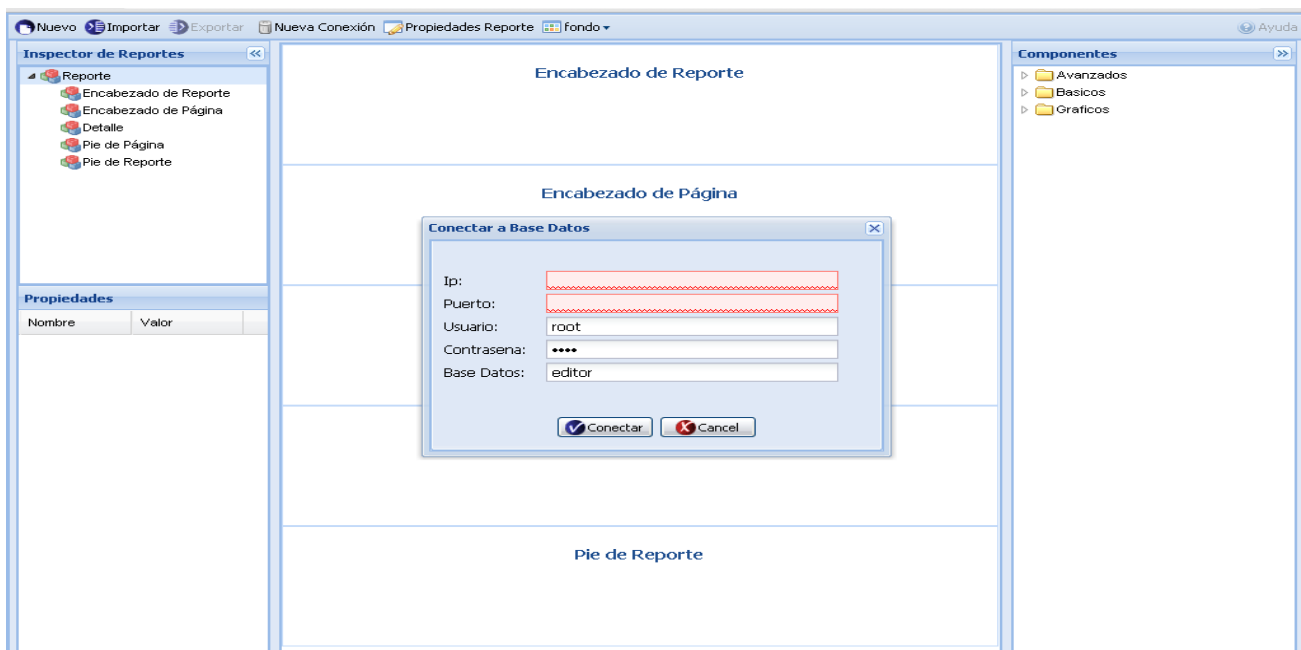 Nuevo Importar Exportar Nueva Conexión Propiedades Reporte fondo Ayuda
Inspector de Reportes
Reporte
Encabezado de Reporte
Encabezado de Página
Detalle
Pie de Página
Pie de Reporte
Propiedades
Nombre Valor
Encabezado de Reporte
Encabezado de Página
Conectar a Base Datos
Ip:
Puerto:
Usuario: root
Contrasena: ••••
Base Datos: editor
Conectar Cancel
Pie de Reporte
Componentes
Avanzados
Basicos
Graficos